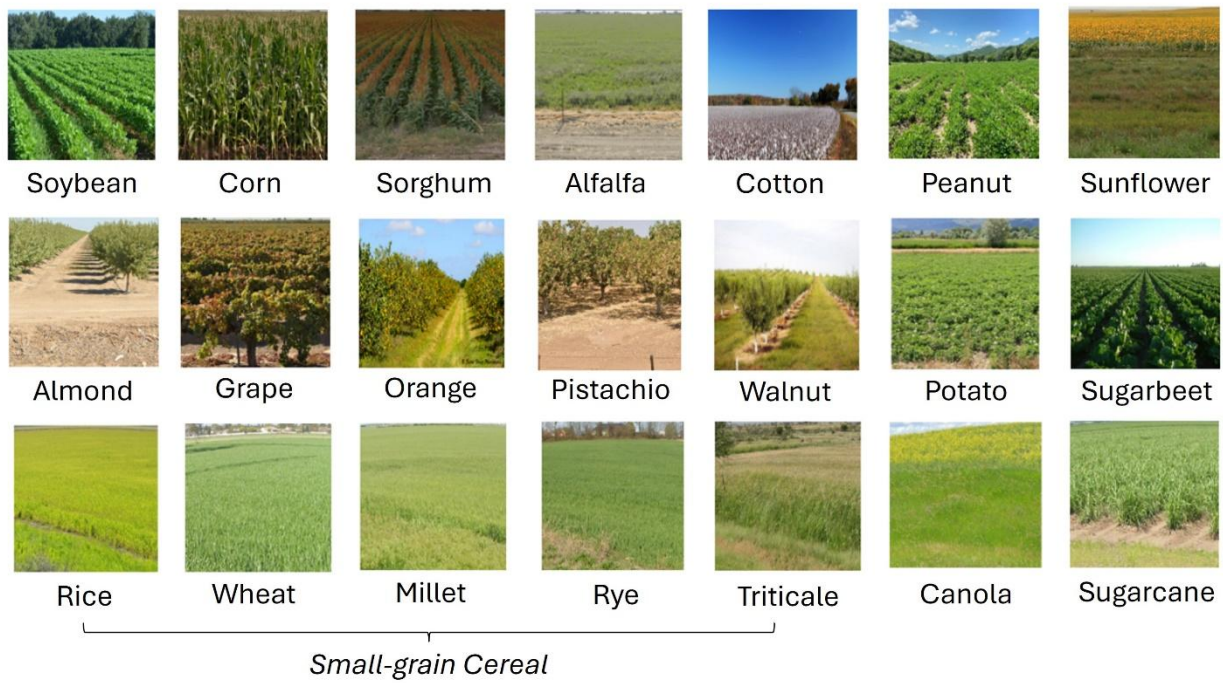 Soybean Corn Sorghum Alfalfa Cotton Peanut Sunflower
Almond Grape Orange Pistachio Walnut Potato Sugarbeet
Rice Wheat Millet Rye Triticale Canola Sugarcane
Small-grain Cereal